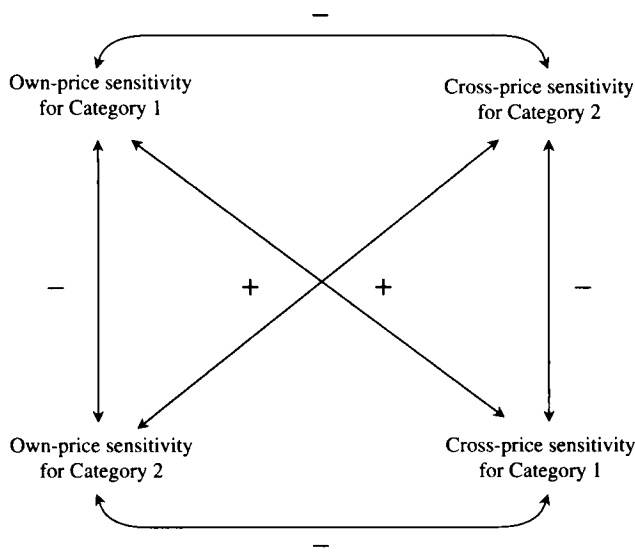 −
Own-price sensitivity
for Category 1
Cross-price sensitivity
for Category 2
−
+
+
−
Own-price sensitivity
for Category 2
Cross-price sensitivity
for Category 1
−